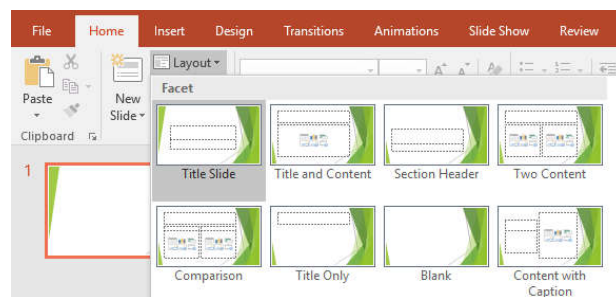 File Home Insert Design Transitions Animations Slide Show Review
Layout
Paste New
Slide
Clipboard
Facet
Title Slide Title and Content Section Header Two Content
1
Comparison Title Only Blank Content with
Caption